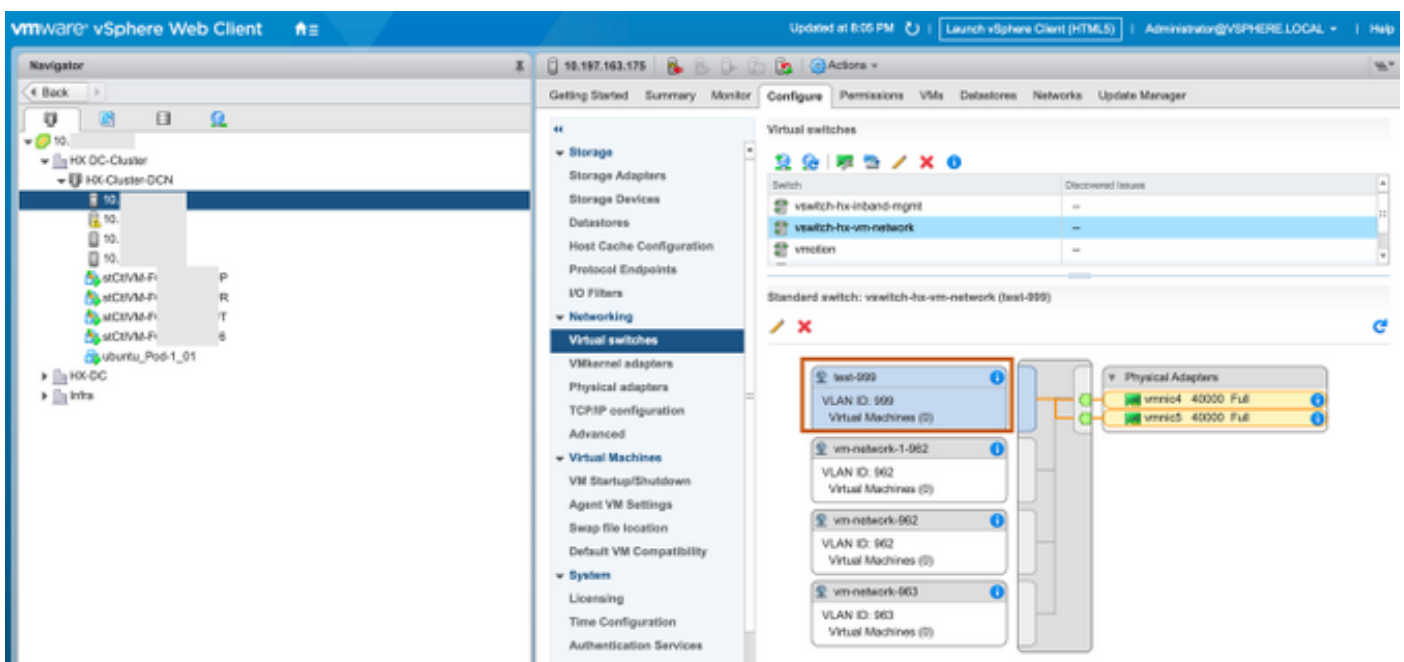 vmware® vSphere Web Client
Updated at 8:05 PM | Launch vSphere Client (HTML5) | Administrator@VSPHERE.LOCAL | Help
Navigator
Back
10.
HX DC-Cluster
HX-Cluster-DCN
10.
10.
10.
10.
stCtlVM-F P
stCtlVM-F R
stCtlVM-F T
stCtlVM-F 6
ubuntu_Pod-1_01
HX-DC
Infra
10.197.163.175 | Actions
Getting Started Summary Monitor Configure Permissions VMs Datastores Networks Update Manager
Storage
Storage Adapters
Storage Devices
Datastores
Host Cache Configuration
Protocol Endpoints
I/O Filters
Networking
Virtual switches
VMkernel adapters
Physical adapters
TCP/IP configuration
Advanced
Virtual Machines
VM Startup/Shutdown
Agent VM Settings
Swap file location
Default VM Compatibility
System
Licensing
Time Configuration
Authentication Services
Virtual switches
Switch Discovered Issues
vswitch-hx-inband-mgmt --
vswitch-hx-vm-network --
vmotion --
Standard switch: vswitch-hx-vm-network (test-999)
test-999
VLAN ID: 999
Virtual Machines (0)
vm-network-1-962
VLAN ID: 962
Virtual Machines (0)
vm-network-962
VLAN ID: 962
Virtual Machines (0)
vm-network-963
VLAN ID: 963
Virtual Machines (0)
Physical Adapters
vmnic4 40000 Full
vmnic5 40000 Full